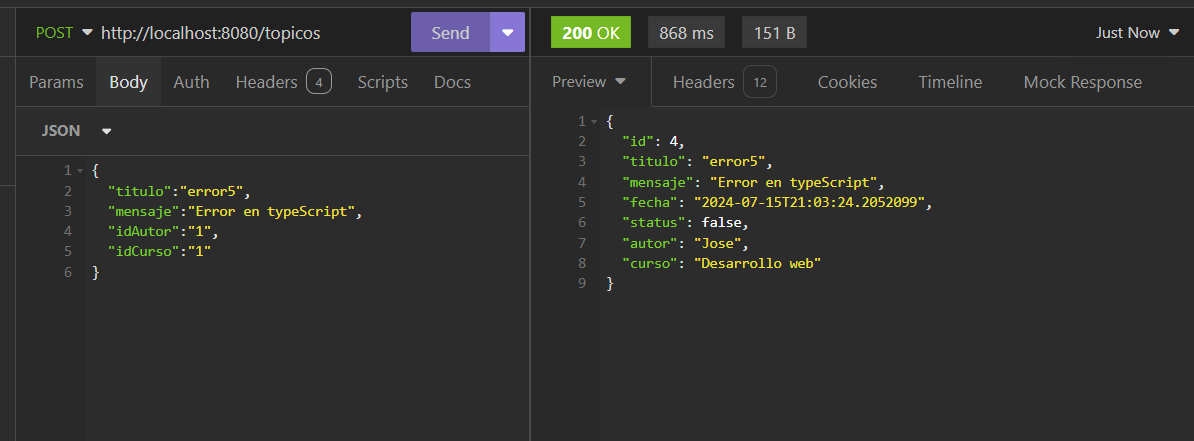 POST http://localhost:8080/topicos Send
200 OK 868 ms 151 B Just Now
Params Body Auth Headers 4 Scripts Docs
Preview Headers 12 Cookies Timeline Mock Response
JSON
1 {
2 "titulo":"error5",
3 "mensaje":"Error en typeScript",
4 "idAutor":"1",
5 "idCurso":"1"
6 }
1 {
2 "id": 4,
3 "titulo": "error5",
4 "mensaje": "Error en typeScript",
5 "fecha": "2024-07-15T21:03:24.2052099",
6 "status": false,
7 "autor": "Jose",
8 "curso": "Desarrollo web"
9 }